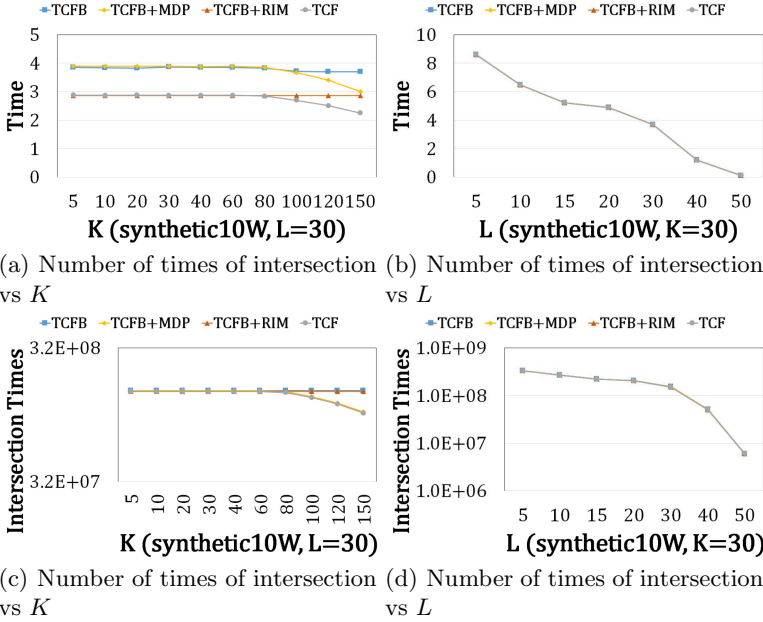 TCFB TCFB+MDP TCFB+RIM TCF
5
4
3
2
1
0
Time
5 10 20 30 40 60 80 100 120 150
K (synthetic10W, L=30)
(a) Number of times of intersection vs K
TCFB TCFB+MDP TCFB+RIM TCF
10
8
6
4
2
0
Time
5 10 15 20 30 40 50
L (synthetic10W, K=30)
(b) Number of times of intersection vs L
TCFB TCFB+MDP TCFB+RIM TCF
3.2E+08
3.2E+07
Intersection Times
5 10 20 30 40 60 80 100 120 150
K (synthetic10W, L=30)
(c) Number of times of intersection vs K
TCFB TCFB+MDP TCFB+RIM TCF
1.0E+09
1.0E+08
1.0E+07
1.0E+06
Intersection Times
5 10 15 20 30 40 50
L (synthetic10W, K=30)
(d) Number of times of intersection vs L